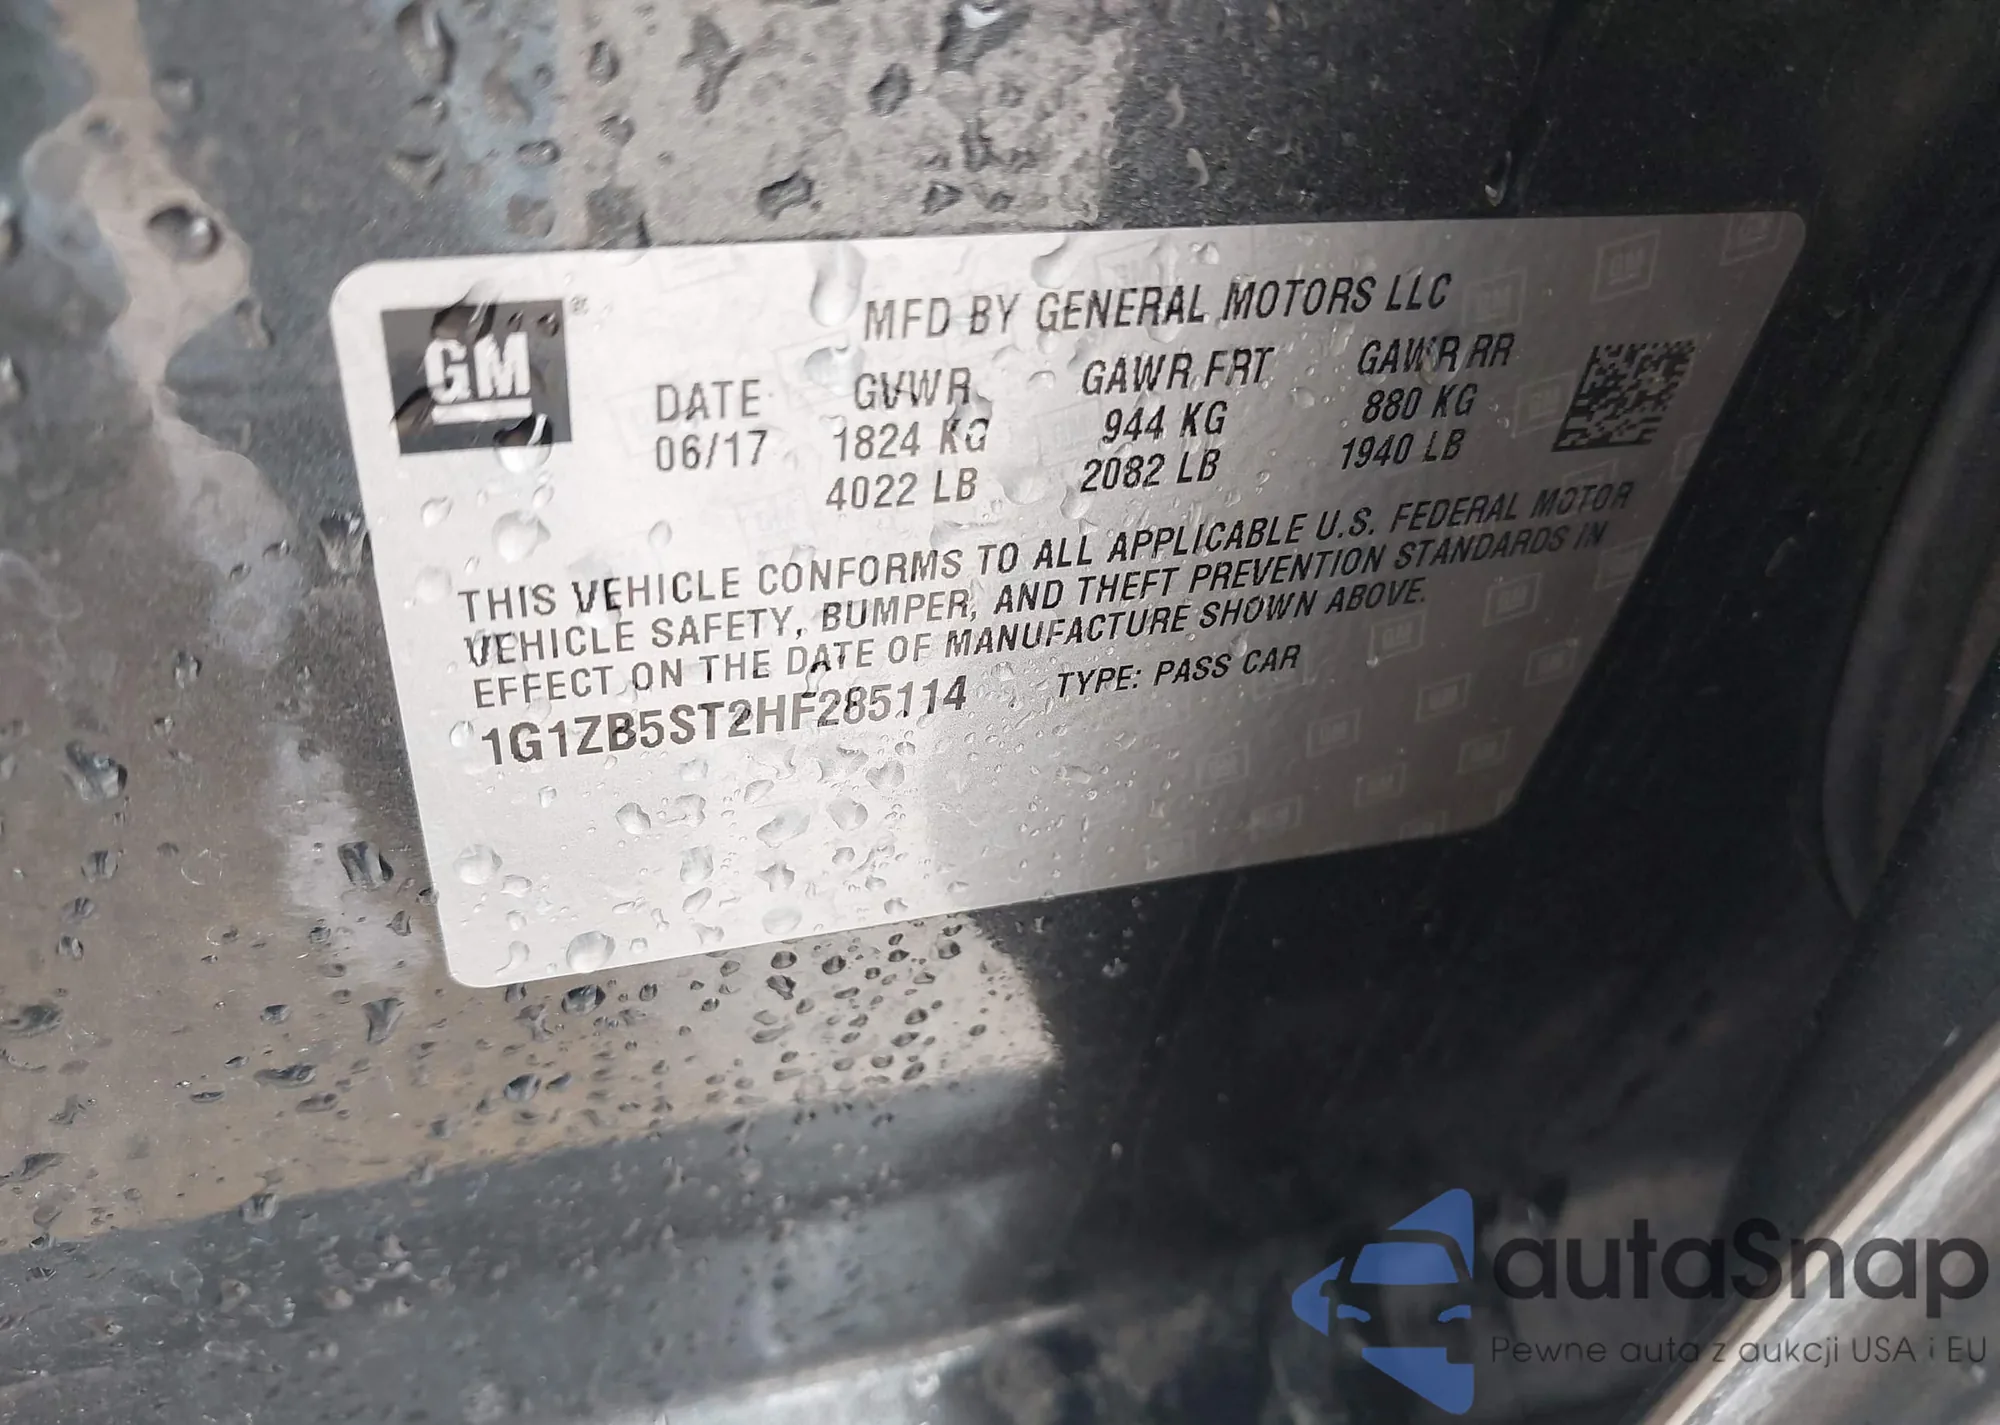 GM
MFD BY GENERAL MOTORS LLC
DATE GVWR GAWR FRT GAWR RR
06/17 1824 KG 944 KG 880 KG
4022 LB 2082 LB 1940 LB
THIS VEHICLE CONFORMS TO ALL APPLICABLE U.S. FEDERAL MOTOR
VEHICLE SAFETY, BUMPER, AND THEFT PREVENTION STANDARDS IN
EFFECT ON THE DATE OF MANUFACTURE SHOWN ABOVE.
1G1ZB5ST2HF285114 TYPE: PASS CAR
autaSnap
Pewne auta z aukcji USA i EU